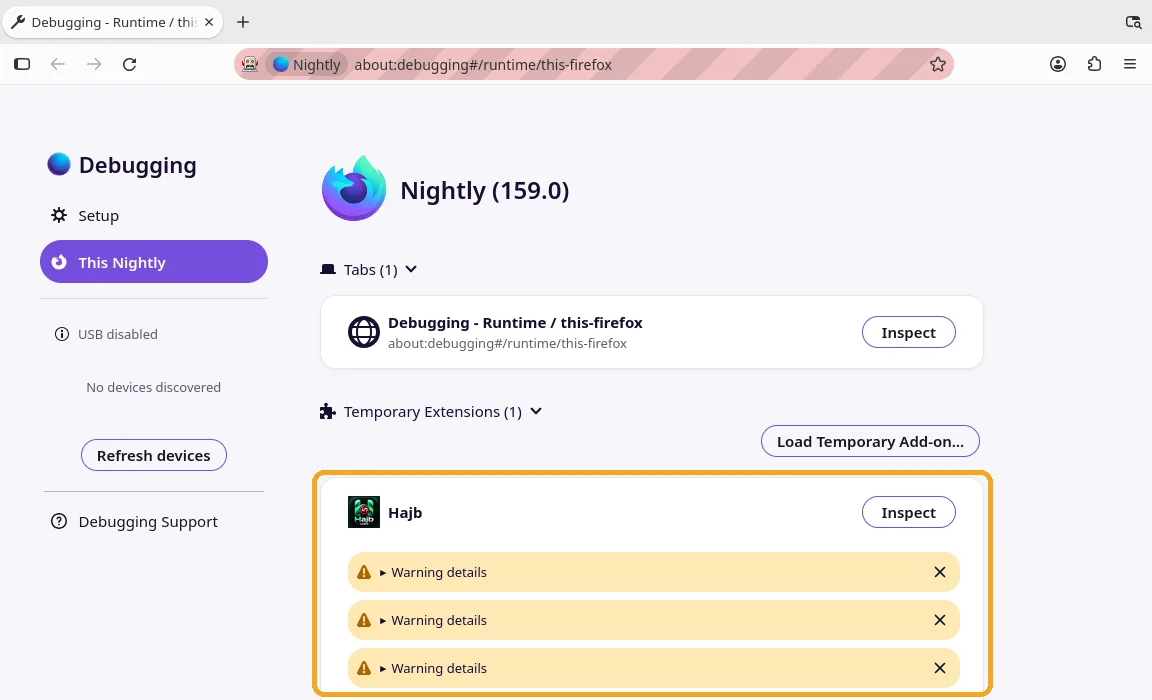 Debugging - Runtime / this
Nightly
about:debugging#/runtime/this-firefox
Debugging
Setup
This Nightly
USB disabled
No devices discovered
Refresh devices
Debugging Support
Nightly (159.0)
Tabs (1)
Debugging - Runtime / this-firefox
about:debugging#/runtime/this-firefox
Inspect
Temporary Extensions (1)
Load Temporary Add-on...
Hajb
Hajb
Inspect
Warning details
Warning details
Warning details